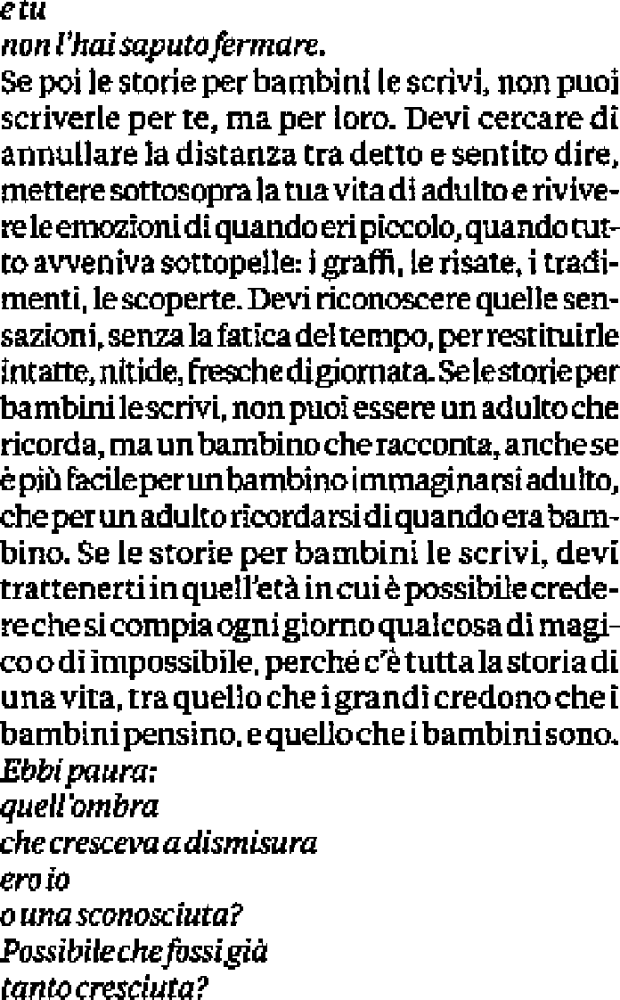 e tu
non l'hai saputo fermare.
Se poi le storie per bambini le scrivi, non puoi
scriverle per te, ma per loro. Devi cercare di
annullare la distanza tra detto e sentito dire,
mettere sottosopra la tua vita di adulto e rivive-
re le emozioni di quando eri piccolo, quando tut-
to avveniva sottopelle: i graffi, le risate, i tradi-
menti, le scoperte. Devi riconoscere quelle sen-
sazioni, senza la fatica del tempo, per restituirle
intatte, nitide, fresche di giornata. Se le storie per
bambini le scrivi, non puoi essere un adulto che
ricorda, ma un bambino che racconta, anche se
è più facile per un bambino immaginarsi adulto,
che per un adulto ricordarsi di quando era bam-
bino. Se le storie per bambini le scrivi, devi
trattenerti in quell'età in cui è possibile crede-
re che si compia ogni giorno qualcosa di magi-
co o di impossibile, perché c'è tutta la storia di
una vita, tra quello che i grandi credono che i
bambini pensino, e quello che i bambini sono.
Ebbi paura:
quell'ombra
che cresceva a dismisura
ero io
o una sconosciuta?
Possibile che fossi già
tanto cresciuta?